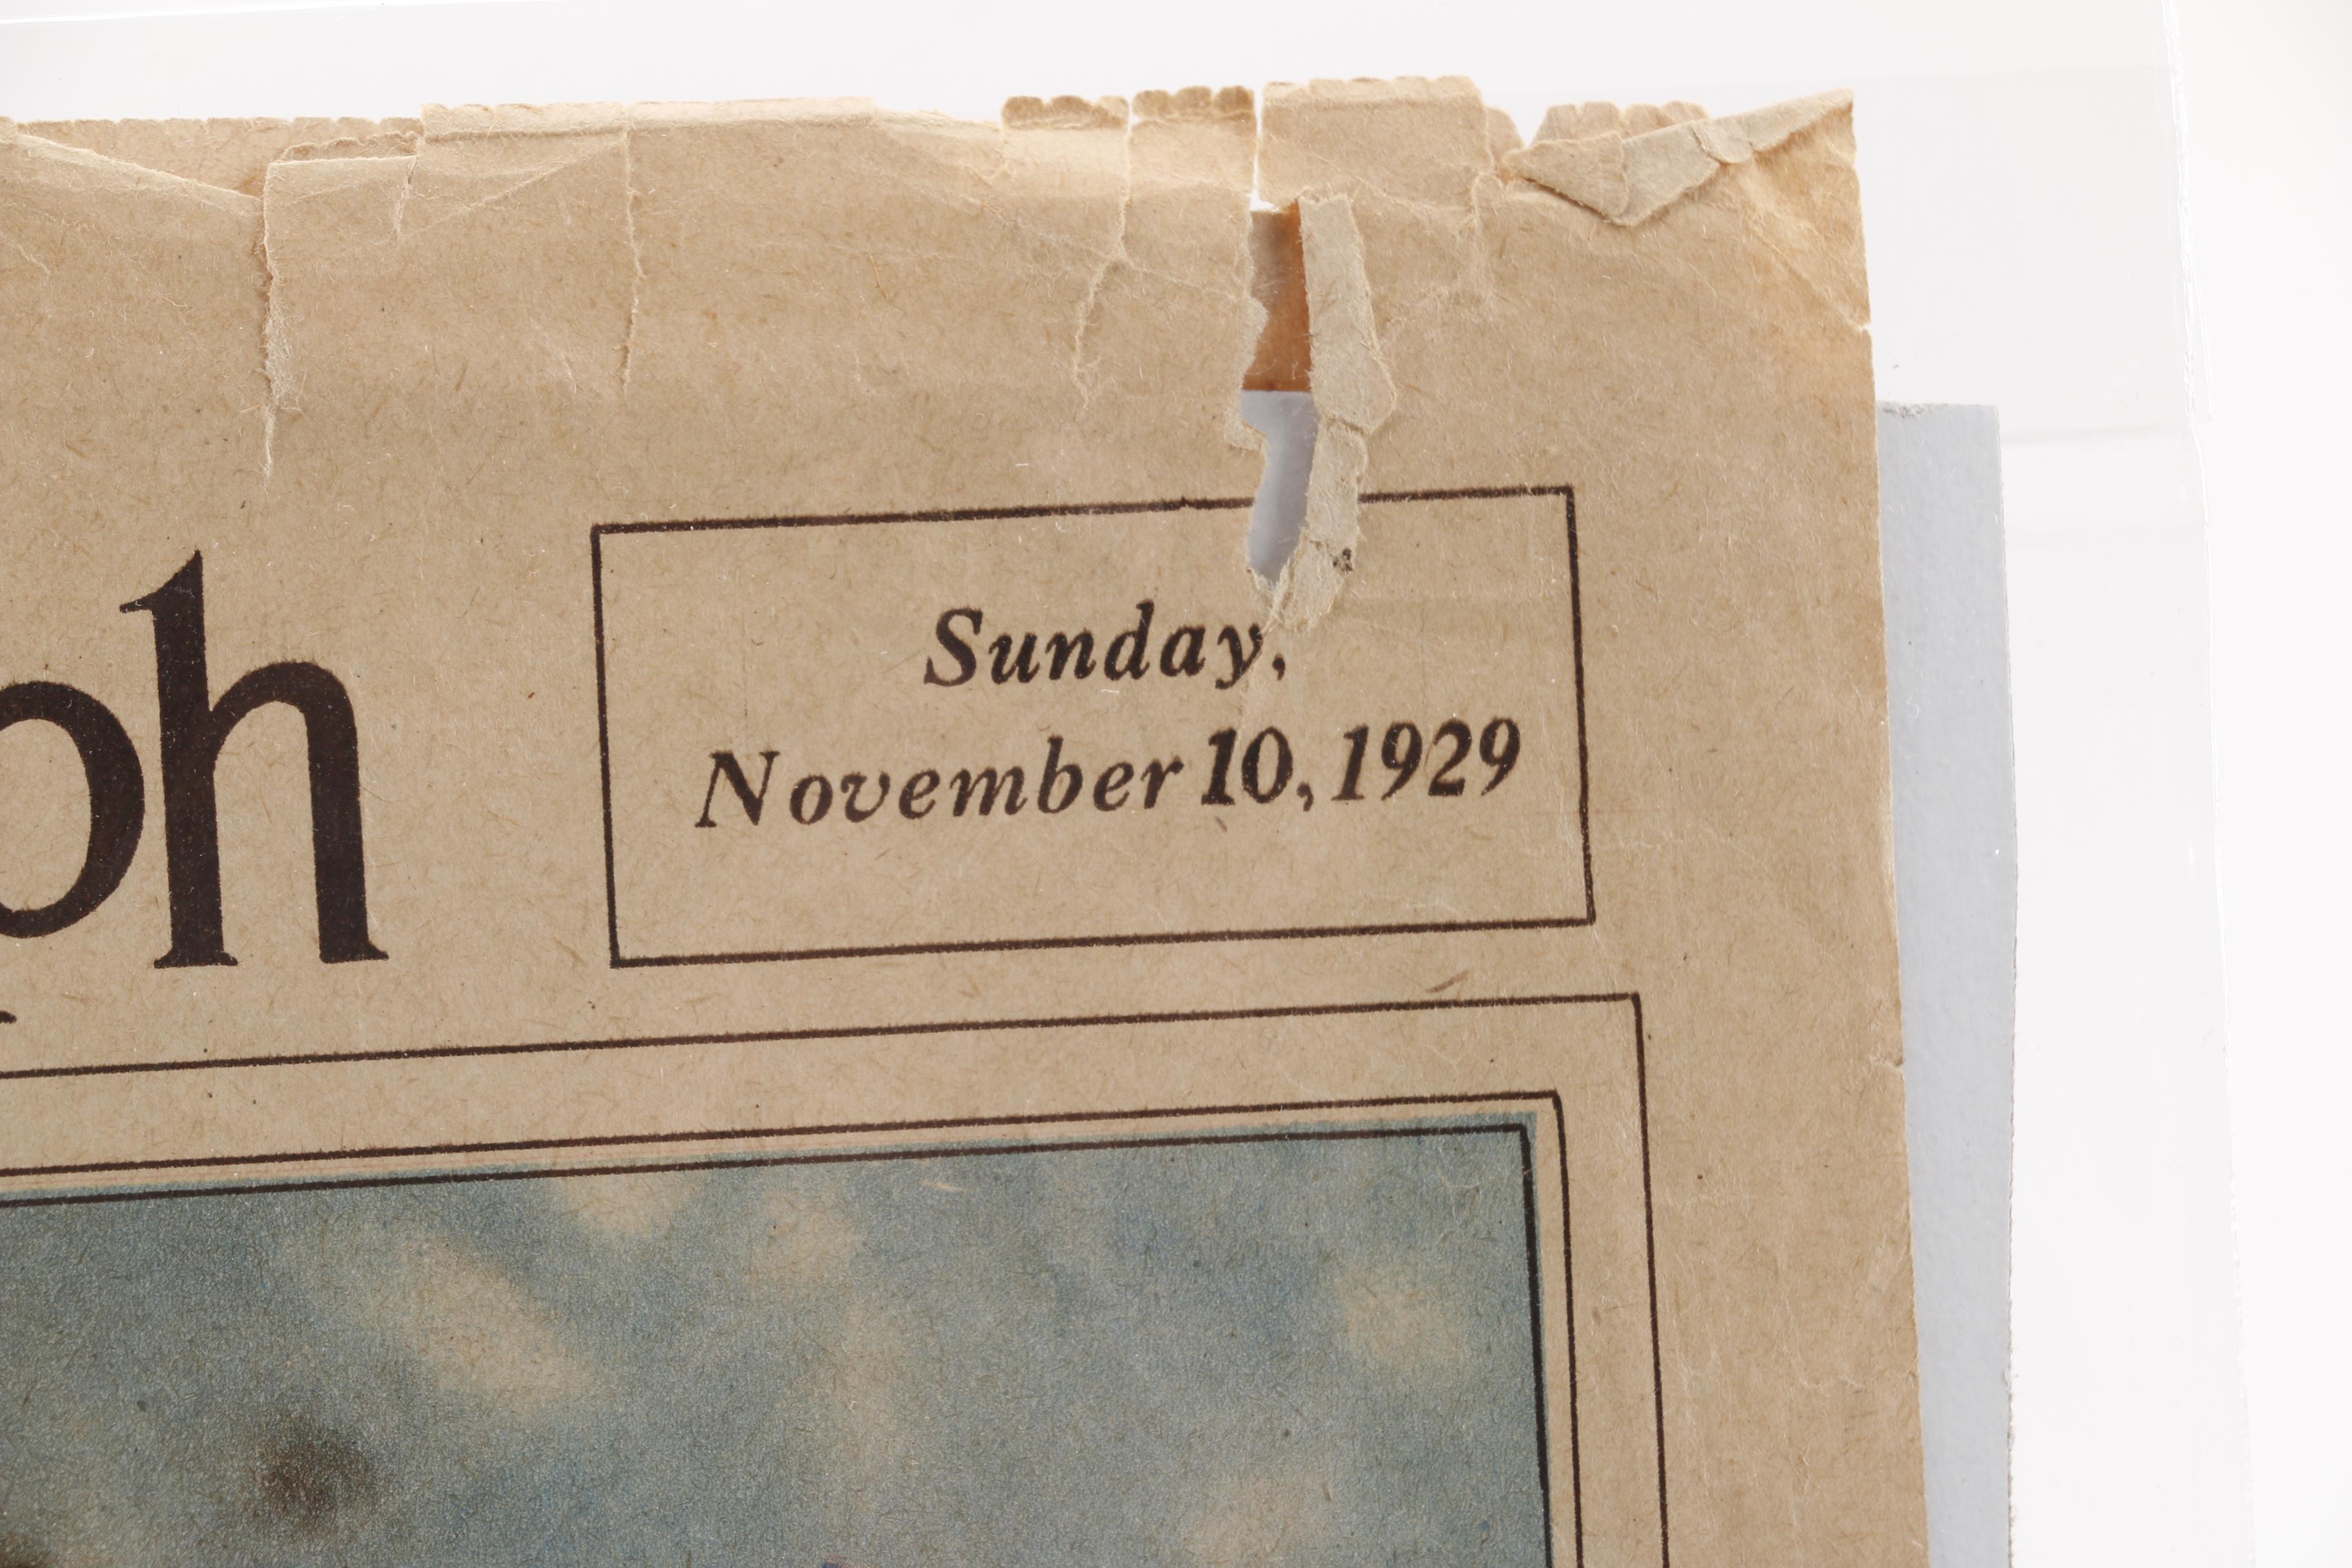 ph
Sunday,
November 10, 1929